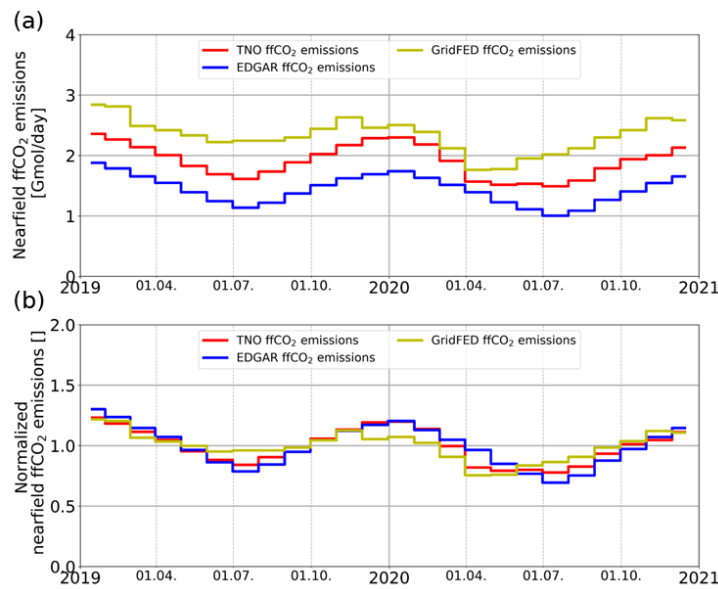 (a)
Nearfield ffCO₂ emissions
[Gmol/day]
4
3
2
1
0
TNO ffCO₂ emissions
EDGAR ffCO₂ emissions
GridFED ffCO₂ emissions
2019
01.04.
01.07.
01.10.
2020
01.04.
01.07.
01.10.
2021
(b)
Normalized
nearfield ffCO₂ emissions []
2.0
1.5
1.0
0.5
0.0
TNO ffCO₂ emissions
EDGAR ffCO₂ emissions
GridFED ffCO₂ emissions
2019
01.04.
01.07.
01.10.
2020
01.04.
01.07.
01.10.
2021